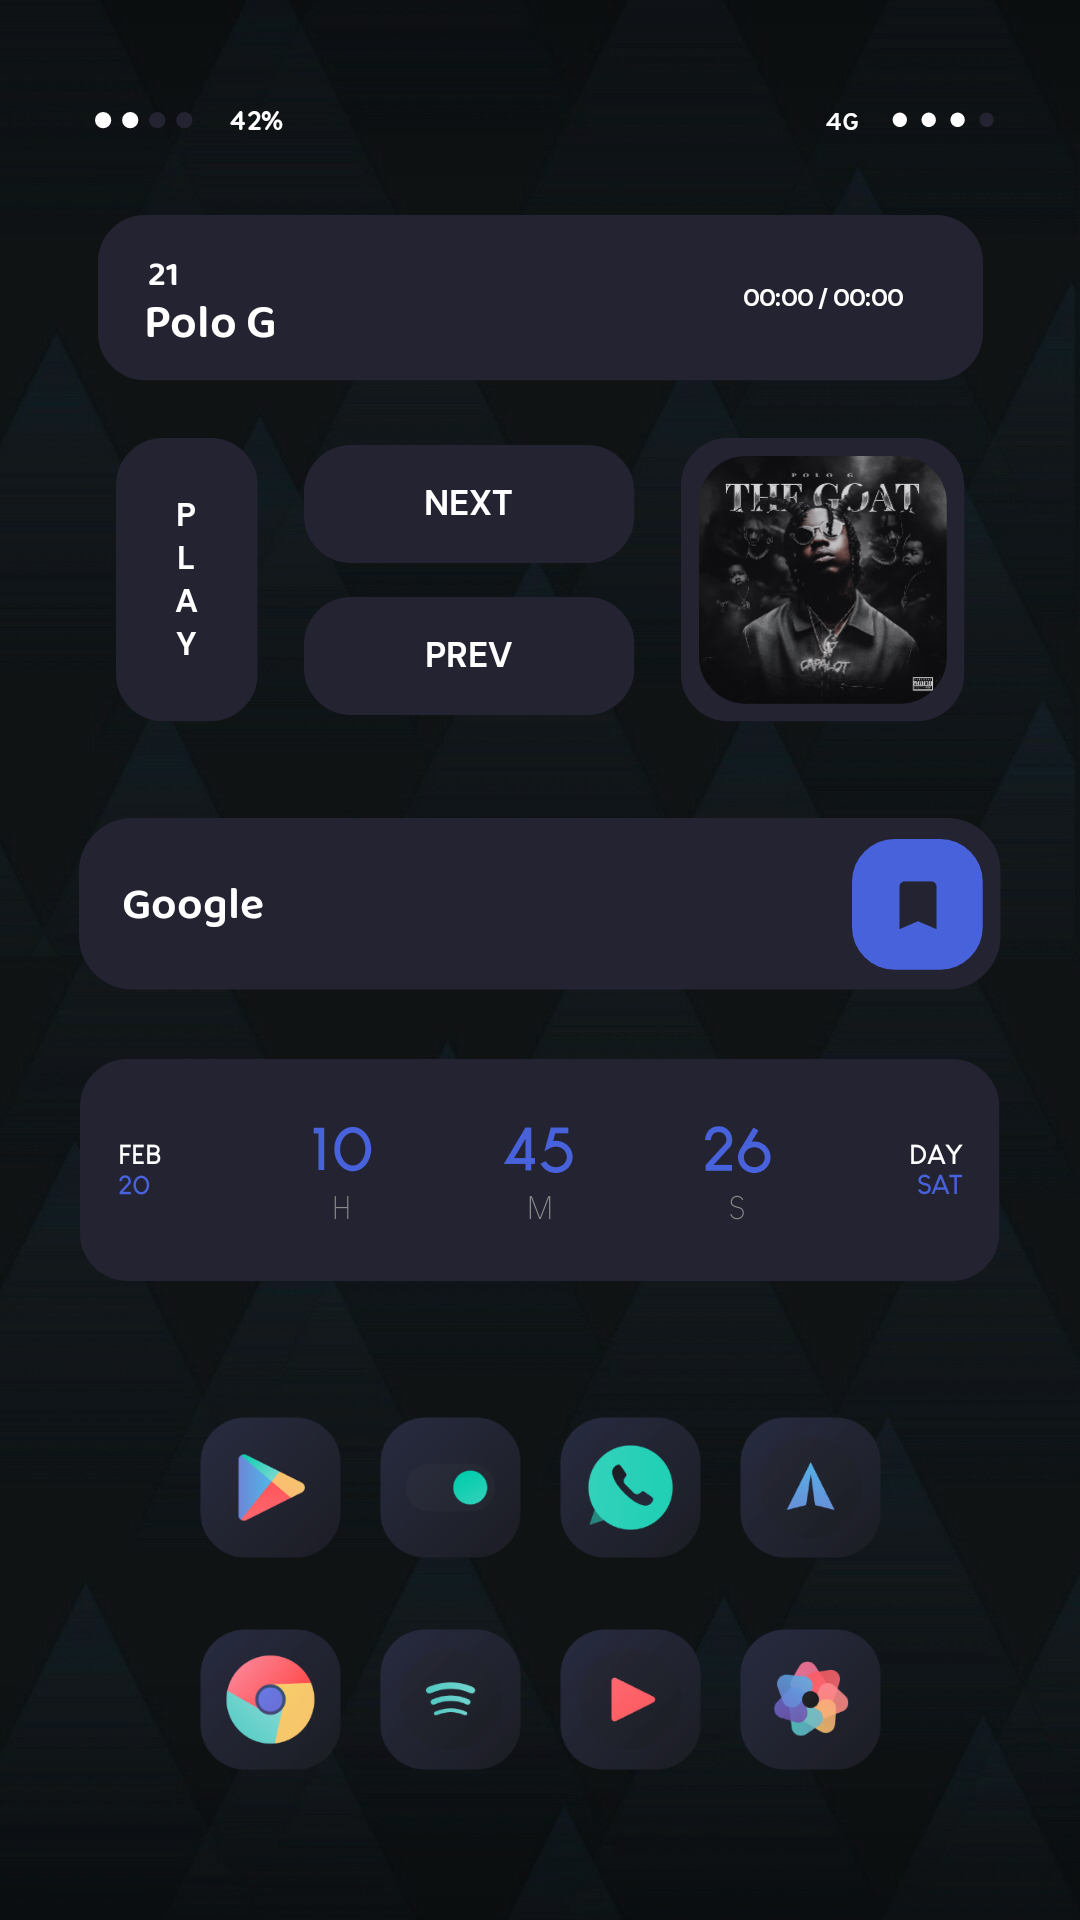 42%
4G
21
Polo G
00:00 / 00:00
P
L
A
Y
NEXT
PREV
POLO G
THE GOAT
CAPALOT
Google
FEB
20
10
H
45
M
26
S
DAY
SAT